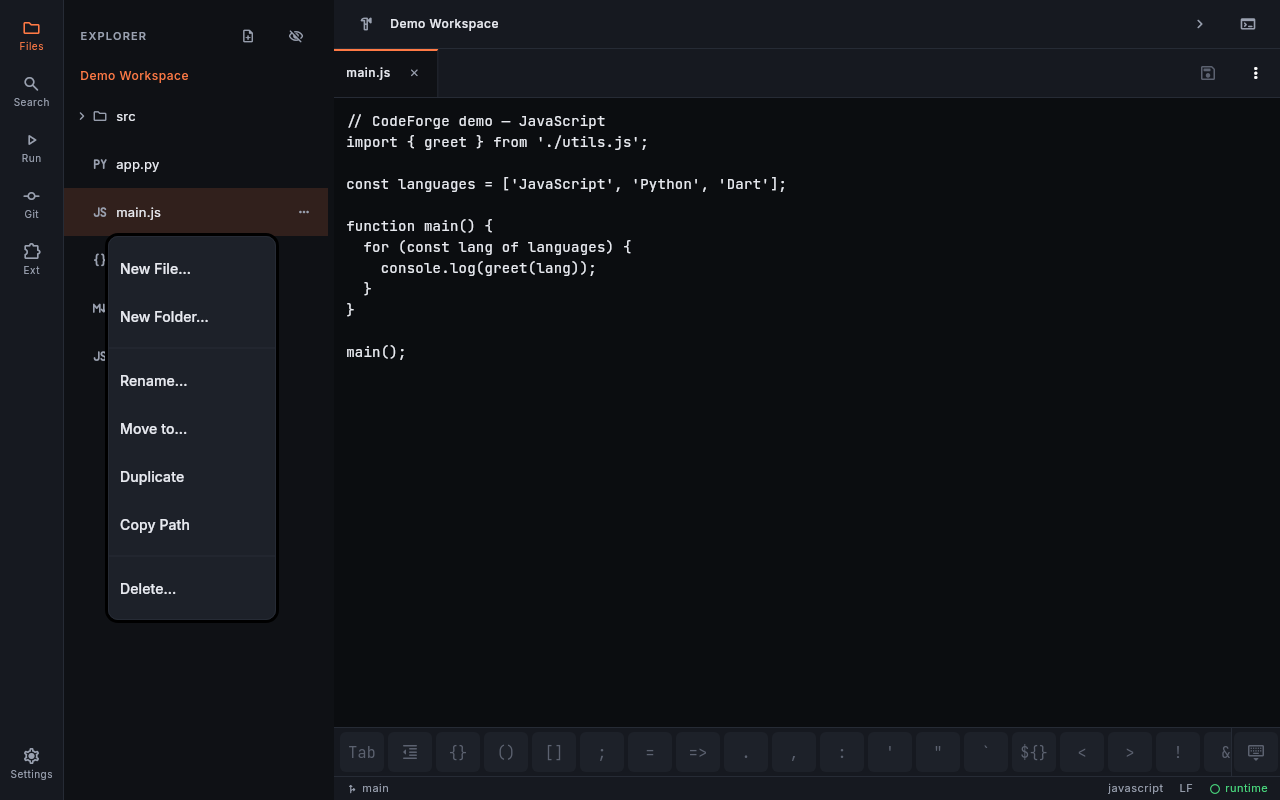 Files
Search
Run
Git
Ext
Settings
EXPLORER
Demo Workspace
src
PY app.py
JS main.js
{}
JS
New File...
New Folder...
Rename...
Move to...
Duplicate
Copy Path
Delete...
Demo Workspace
main.js
// CodeForge demo — JavaScript
import { greet } from './utils.js';
const languages = ['JavaScript', 'Python', 'Dart'];
function main() {
  for (const lang of languages) {
    console.log(greet(lang));
  }
}
main();
Tab {} () [] ; = => . , : ' " ` ${} < > ! &
main
javascript LF runtime